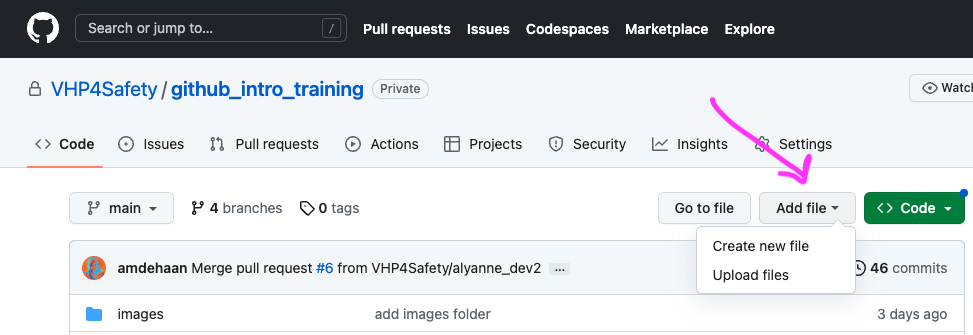 Search or jump to… / Pull requests Issues Codespaces Marketplace Explore
VHP4Safety / github_intro_training Private Watch
<> Code Issues Pull requests Actions Projects Security Insights Settings
main 4 branches 0 tags Go to file Add file <> Code
Create new file
Upload files
amdehaan Merge pull request #6 from VHP4Safety/alyanne_dev2 ... 46 commits
images add images folder 3 days ago